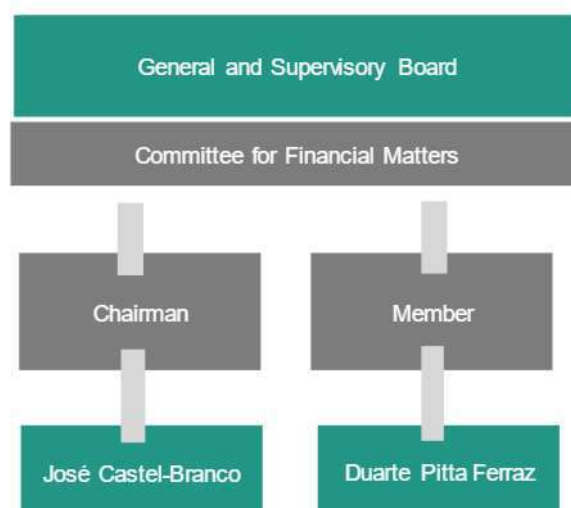 General and Supervisory Board
Committee for Financial Matters
Chairman
Member
José Castel-Branco
Duarte Pitta Ferraz